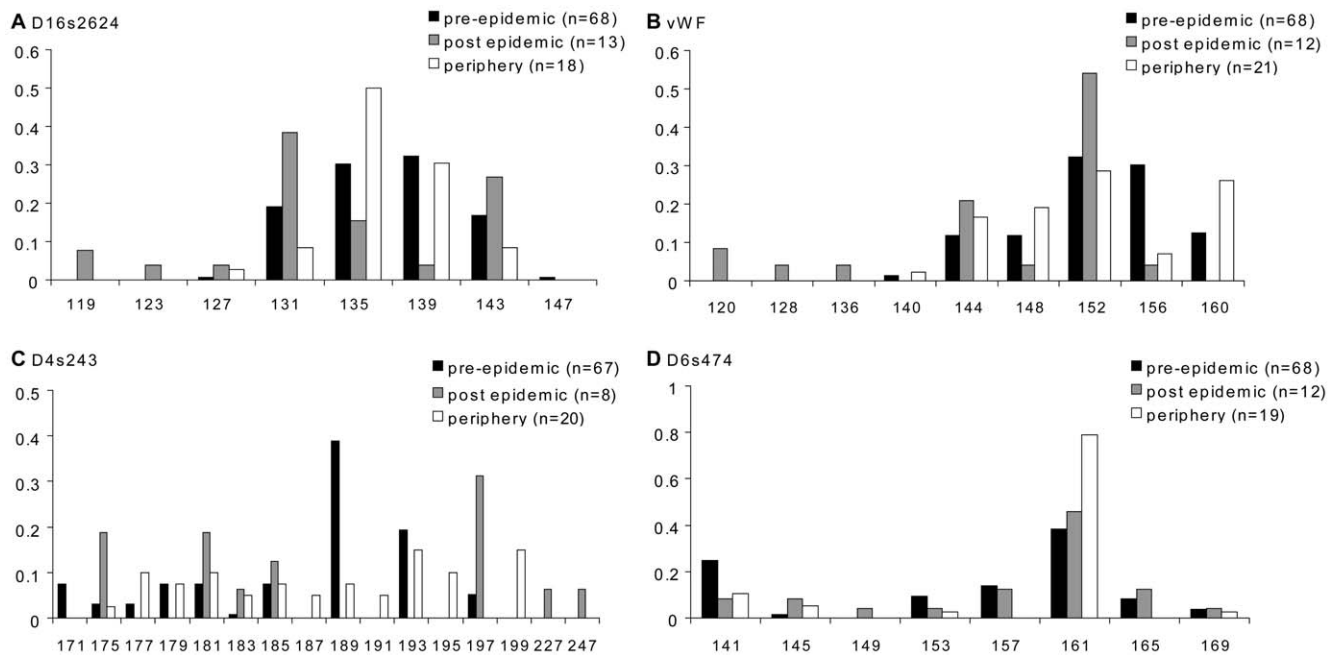 A D16s2624
pre-epidemic (n=68)
post epidemic (n=13)
periphery (n=18)
0.6
0.5
0.4
0.3
0.2
0.1
0
119 123 127 131 135 139 143 147
B vWF
pre-epidemic (n=68)
post epidemic (n=12)
periphery (n=21)
0.6
0.5
0.4
0.3
0.2
0.1
0
120 128 136 140 144 148 152 156 160
C D4s243
pre-epidemic (n=67)
post epidemic (n=8)
periphery (n=20)
0.5
0.4
0.3
0.2
0.1
0
171 175 177 179 181 183 185 187 189 191 193 195 197 199 227 247
D D6s474
pre-epidemic (n=68)
post epidemic (n=12)
periphery (n=19)
1
0.8
0.6
0.4
0.2
0
141 145 149 153 157 161 165 169